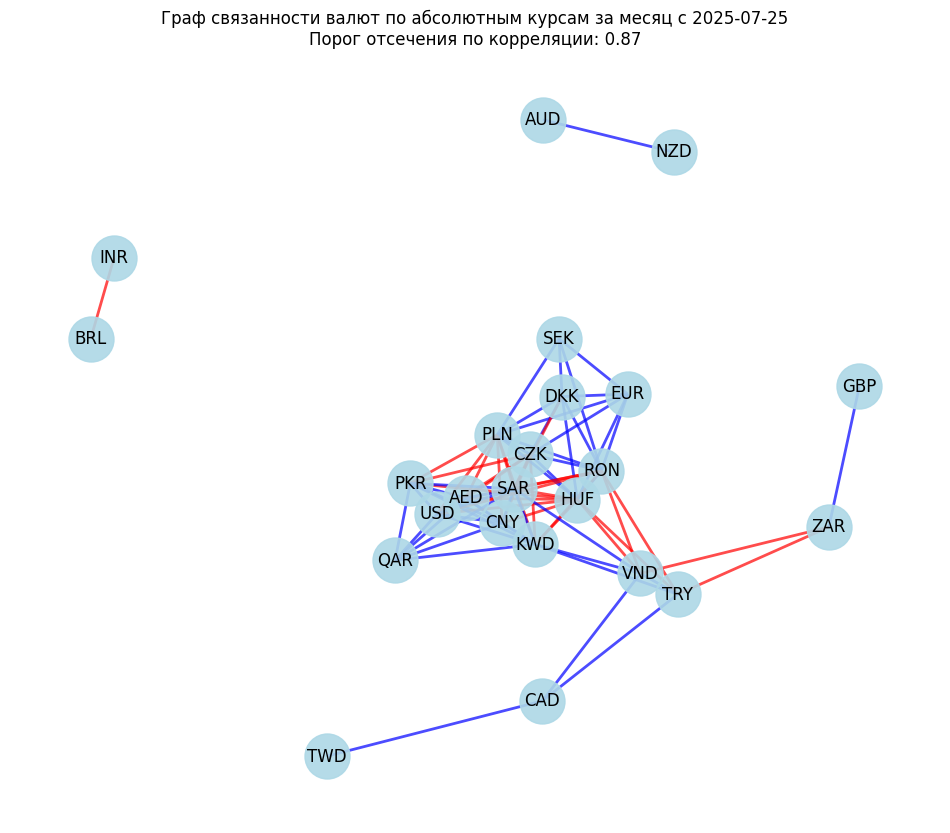 Граф связанности валют по абсолютным курсам за месяц с 2025-07-25
Порог отсечения по корреляции: 0.87
AUD
NZD
INR
BRL
SEK
GBP
DKK
EUR
PLN
CZK
RON
PKR
SAR
AED
HUF
USD
CNY
ZAR
KWD
QAR
VND
TRY
CAD
TWD